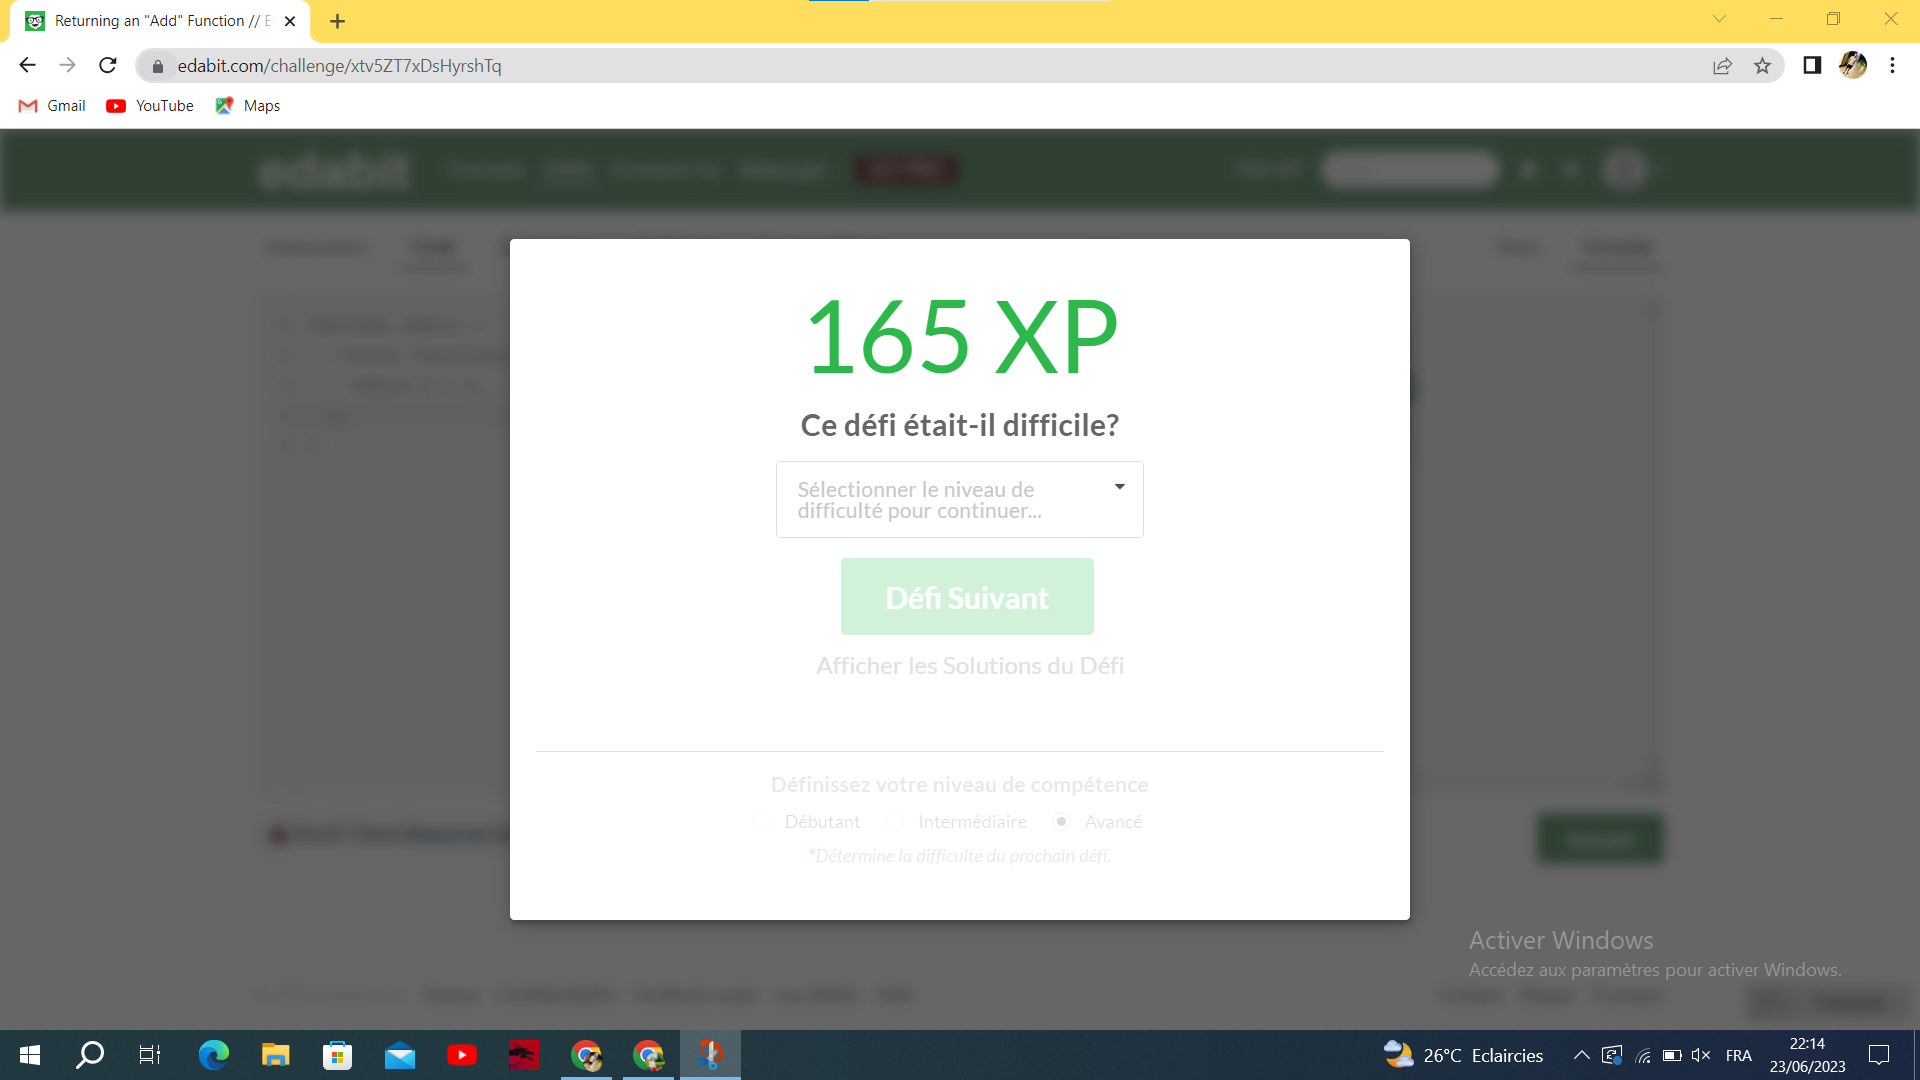 Returning an "Add" Function // E
edabit.com/challenge/xtv5ZT7xDsHyrshTq
Gmail YouTube Maps
edabit
165 XP
Ce défi était-il difficile?
Sélectionner le niveau de
difficulté pour continuer...
Défi Suivant
Afficher les Solutions du Défi
Définissez votre niveau de compétence
Débutant Intermédiaire Avancé
*Détermine la difficulté du prochain défi.
Activer Windows
Accédez aux paramètres pour activer Windows.
26°C Eclaircies
FRA
22:14
23/06/2023